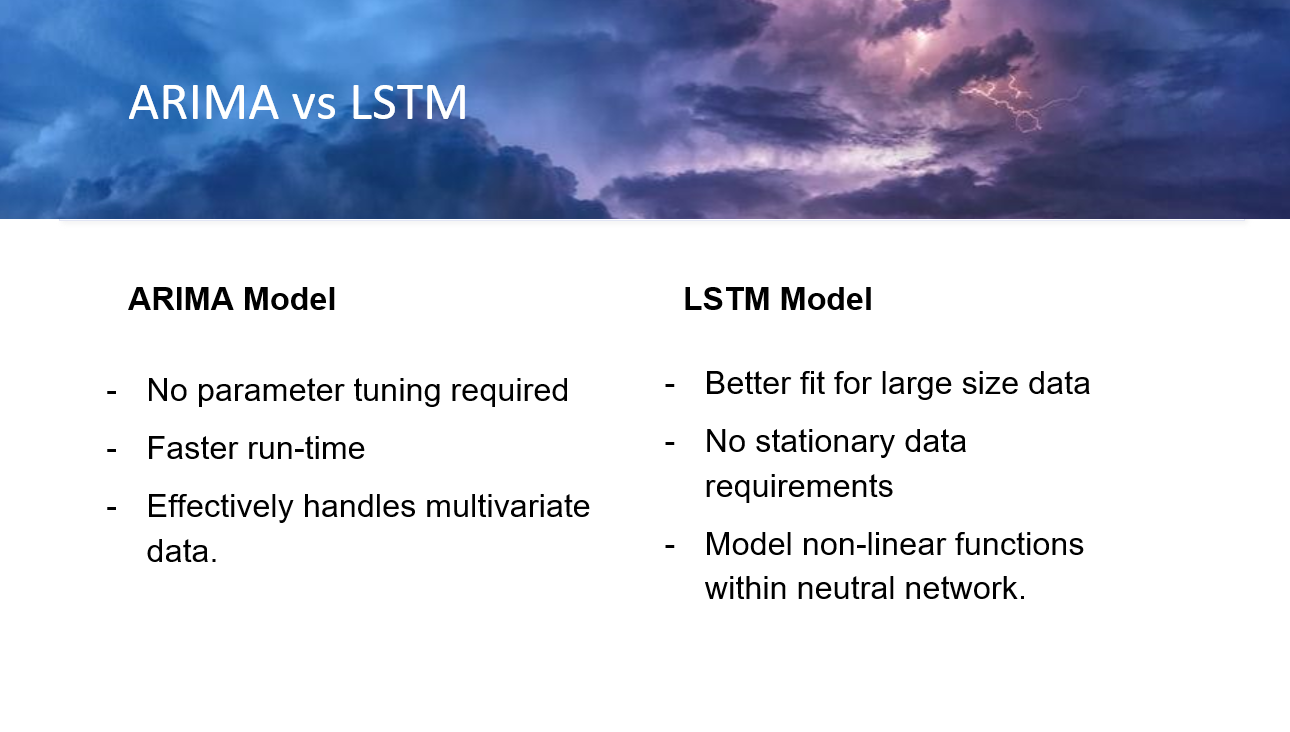 ARIMA vs LSTM
ARIMA Model
- No parameter tuning required
- Faster run-time
- Effectively handles multivariate
data.
LSTM Model
- Better fit for large size data
- No stationary data
requirements
- Model non-linear functions
within neutral network.